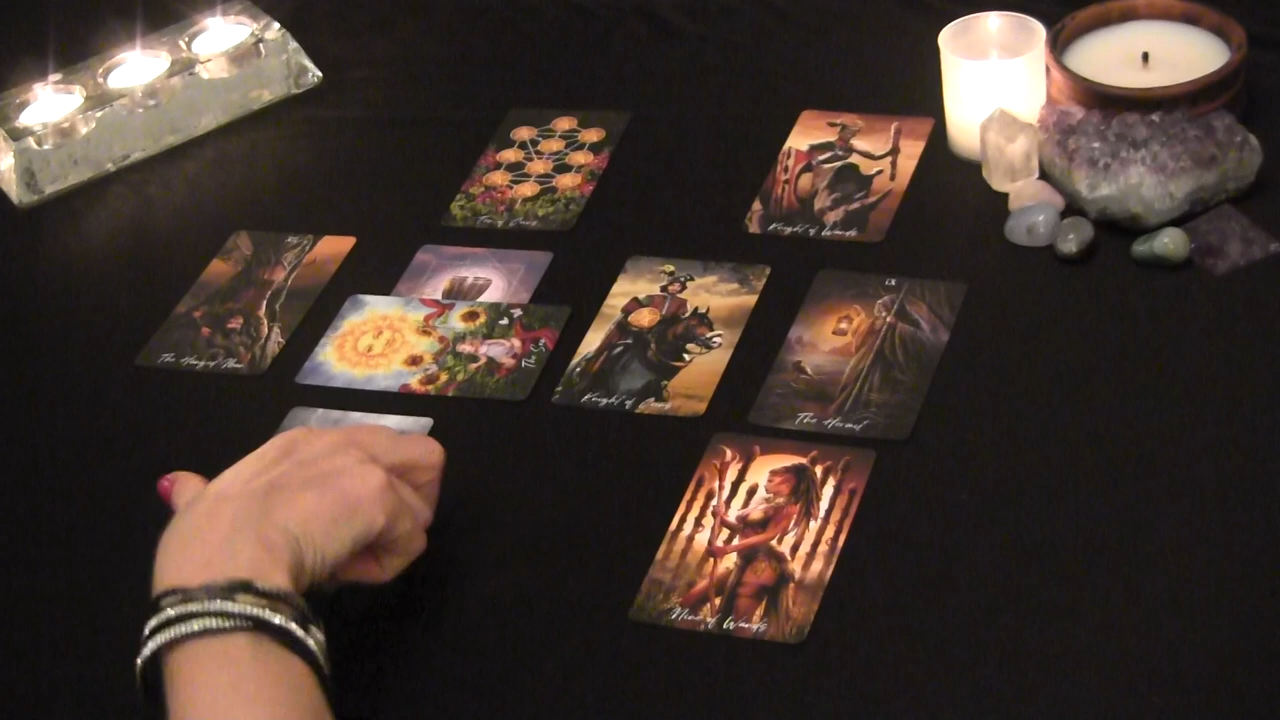 Ten of Coins
Knight of Wands
XII
The Hanged Man
The Sun
Knight of Coins
IX
The Hermit
Nine of Wands